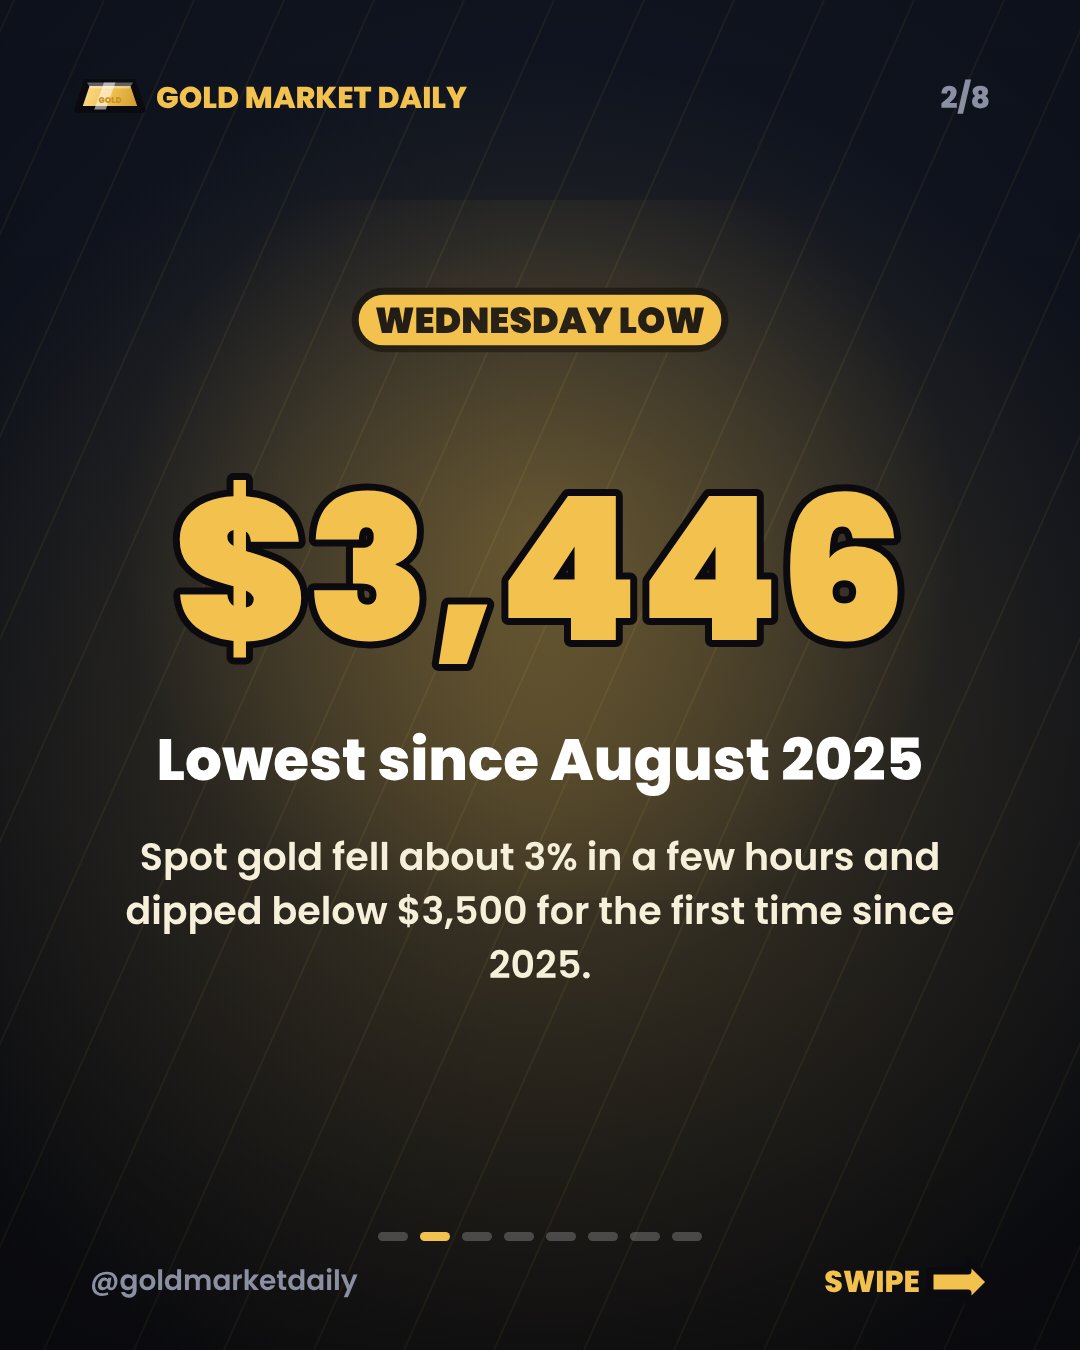 GOLD
GOLD MARKET DAILY
2/8
WEDNESDAY LOW
$3,446
Lowest since August 2025
Spot gold fell about 3% in a few hours and
dipped below $3,500 for the first time since
2025.
@goldmarketdaily
SWIPE